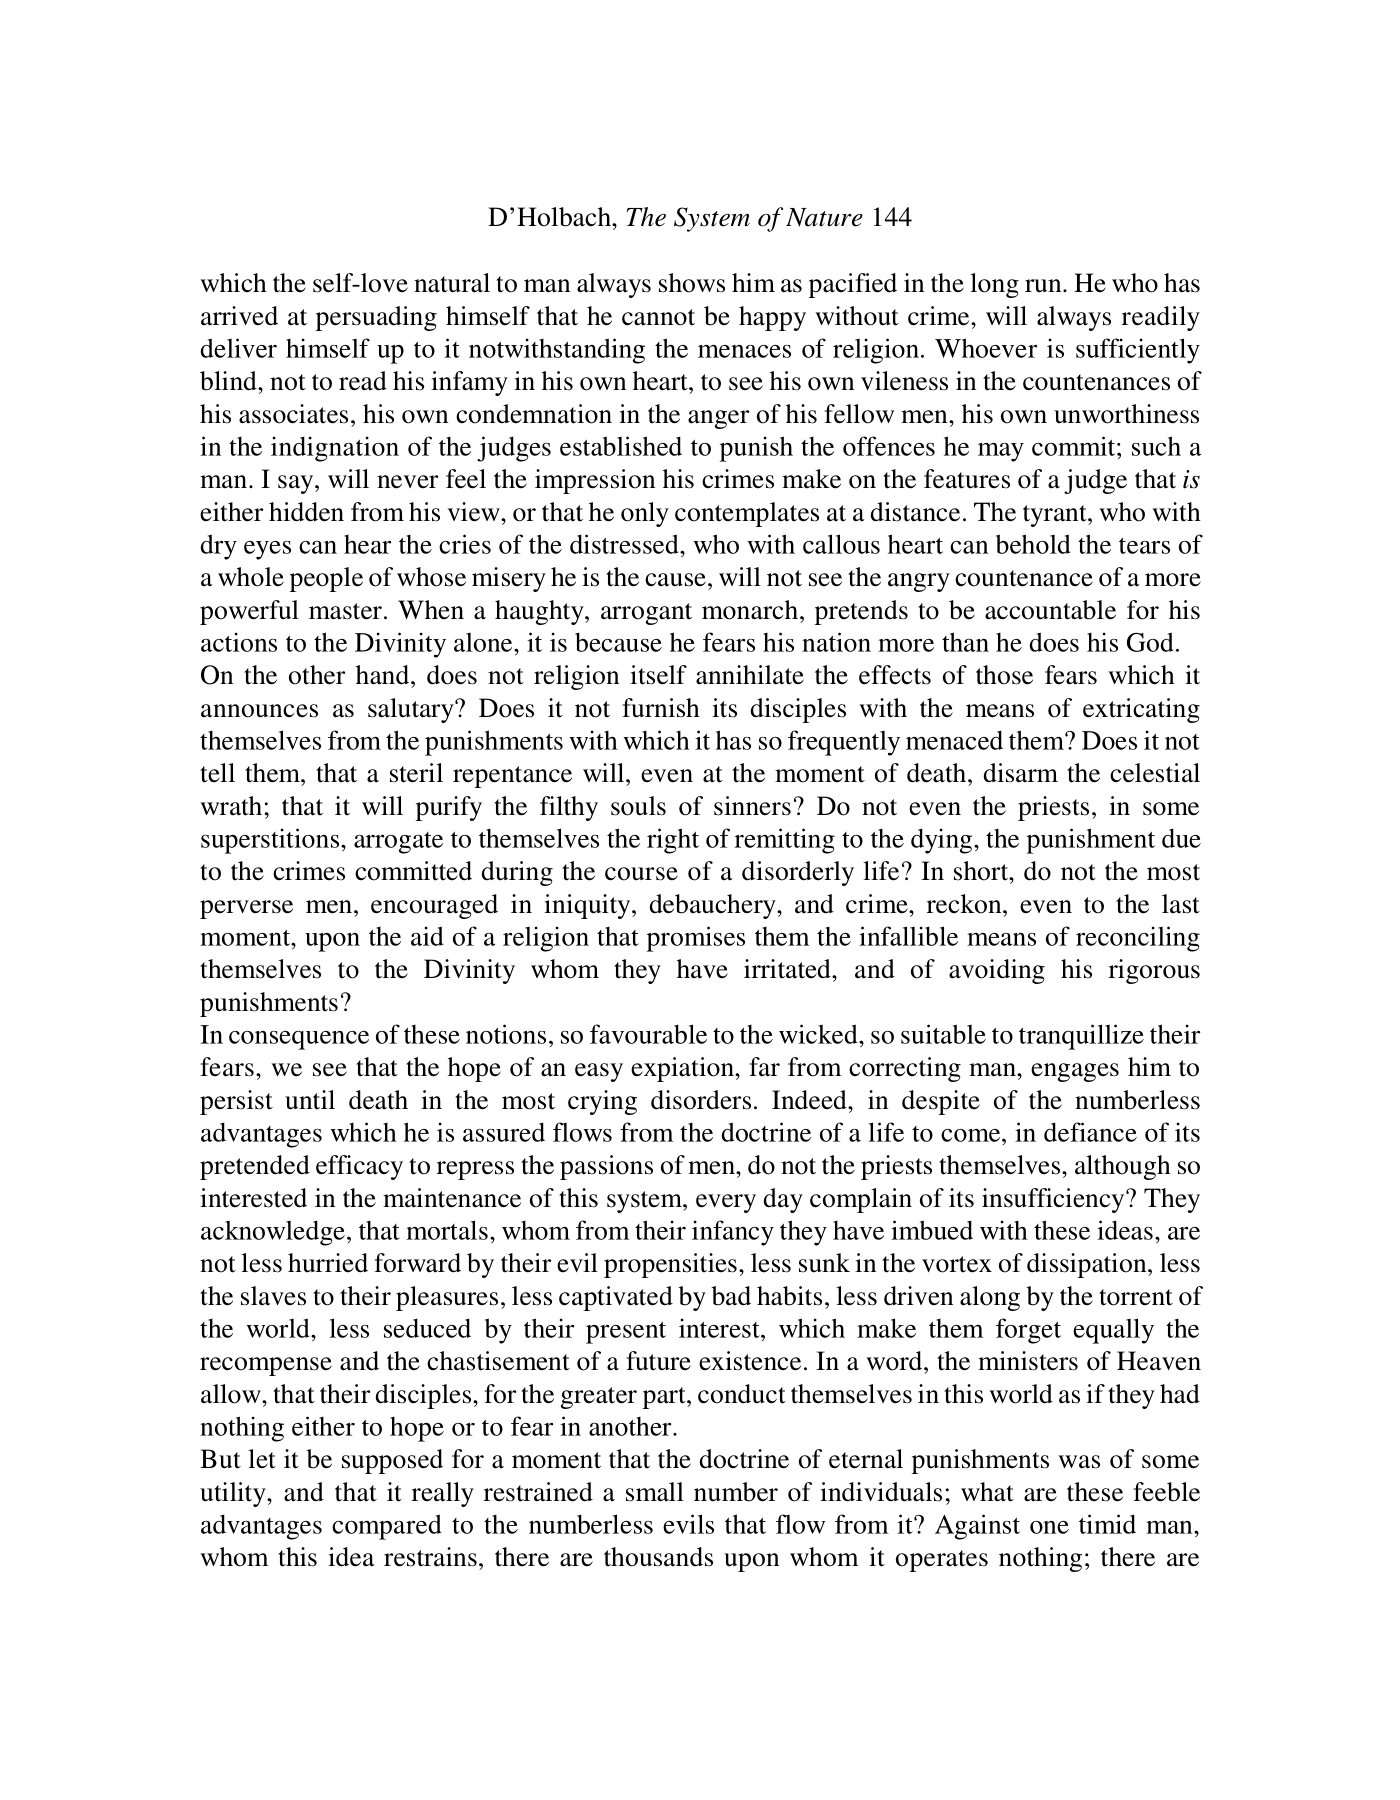 D’Holbach, The System of Nature 144
which the self-love natural to man always shows him as pacified in the long run. He who has
arrived at persuading himself that he cannot be happy without crime, will always readily
deliver himself up to it notwithstanding the menaces of religion. Whoever is sufficiently
blind, not to read his infamy in his own heart, to see his own vileness in the countenances of
his associates, his own condemnation in the anger of his fellow men, his own unworthiness
in the indignation of the judges established to punish the offences he may commit; such a
man. I say, will never feel the impression his crimes make on the features of a judge that is
either hidden from his view, or that he only contemplates at a distance. The tyrant, who with
dry eyes can hear the cries of the distressed, who with callous heart can behold the tears of
a whole people of whose misery he is the cause, will not see the angry countenance of a more
powerful master. When a haughty, arrogant monarch, pretends to be accountable for his
actions to the Divinity alone, it is because he fears his nation more than he does his God.
On the other hand, does not religion itself annihilate the effects of those fears which it
announces as salutary? Does it not furnish its disciples with the means of extricating
themselves from the punishments with which it has so frequently menaced them? Does it not
tell them, that a steril repentance will, even at the moment of death, disarm the celestial
wrath; that it will purify the filthy souls of sinners? Do not even the priests, in some
superstitions, arrogate to themselves the right of remitting to the dying, the punishment due
to the crimes committed during the course of a disorderly life? In short, do not the most
perverse men, encouraged in iniquity, debauchery, and crime, reckon, even to the last
moment, upon the aid of a religion that promises them the infallible means of reconciling
themselves to the Divinity whom they have irritated, and of avoiding his rigorous
punishments?
In consequence of these notions, so favourable to the wicked, so suitable to tranquillize their
fears, we see that the hope of an easy expiation, far from correcting man, engages him to
persist until death in the most crying disorders. Indeed, in despite of the numberless
advantages which he is assured flows from the doctrine of a life to come, in defiance of its
pretended efficacy to repress the passions of men, do not the priests themselves, although so
interested in the maintenance of this system, every day complain of its insufficiency? They
acknowledge, that mortals, whom from their infancy they have imbued with these ideas, are
not less hurried forward by their evil propensities, less sunk in the vortex of dissipation, less
the slaves to their pleasures, less captivated by bad habits, less driven along by the torrent of
the world, less seduced by their present interest, which make them forget equally the
recompense and the chastisement of a future existence. In a word, the ministers of Heaven
allow, that their disciples, for the greater part, conduct themselves in this world as if they had
nothing either to hope or to fear in another.
But let it be supposed for a moment that the doctrine of eternal punishments was of some
utility, and that it really restrained a small number of individuals; what are these feeble
advantages compared to the numberless evils that flow from it? Against one timid man,
whom this idea restrains, there are thousands upon whom it operates nothing; there are